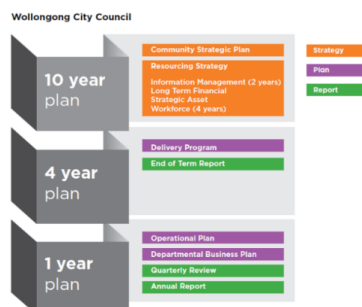 Wollongong City Council
10 year
plan
Community Strategic Plan
Resourcing Strategy
Information Management (2 years)
Long Term Financial
Strategic Asset
Workforce (4 years)
Strategy
Plan
Report
4 year
plan
Delivery Program
End of Term Report
1 year
plan
Operational Plan
Departmental Business Plan
Quarterly Review
Annual Report